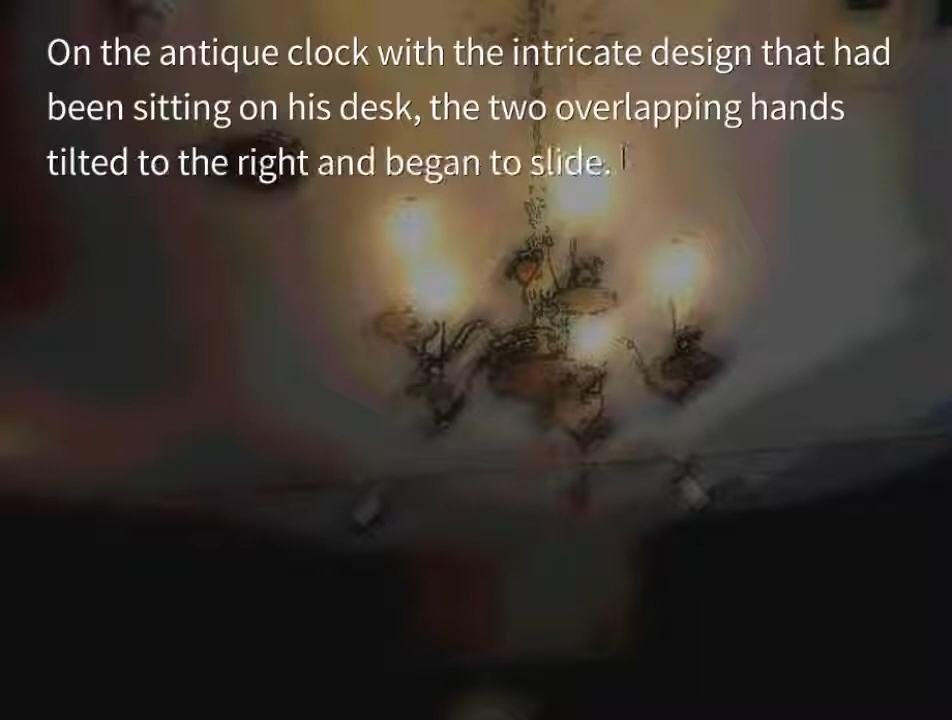 On the antique clock with the intricate design that had
been sitting on his desk, the two overlapping hands
tilted to the right and began to slide.